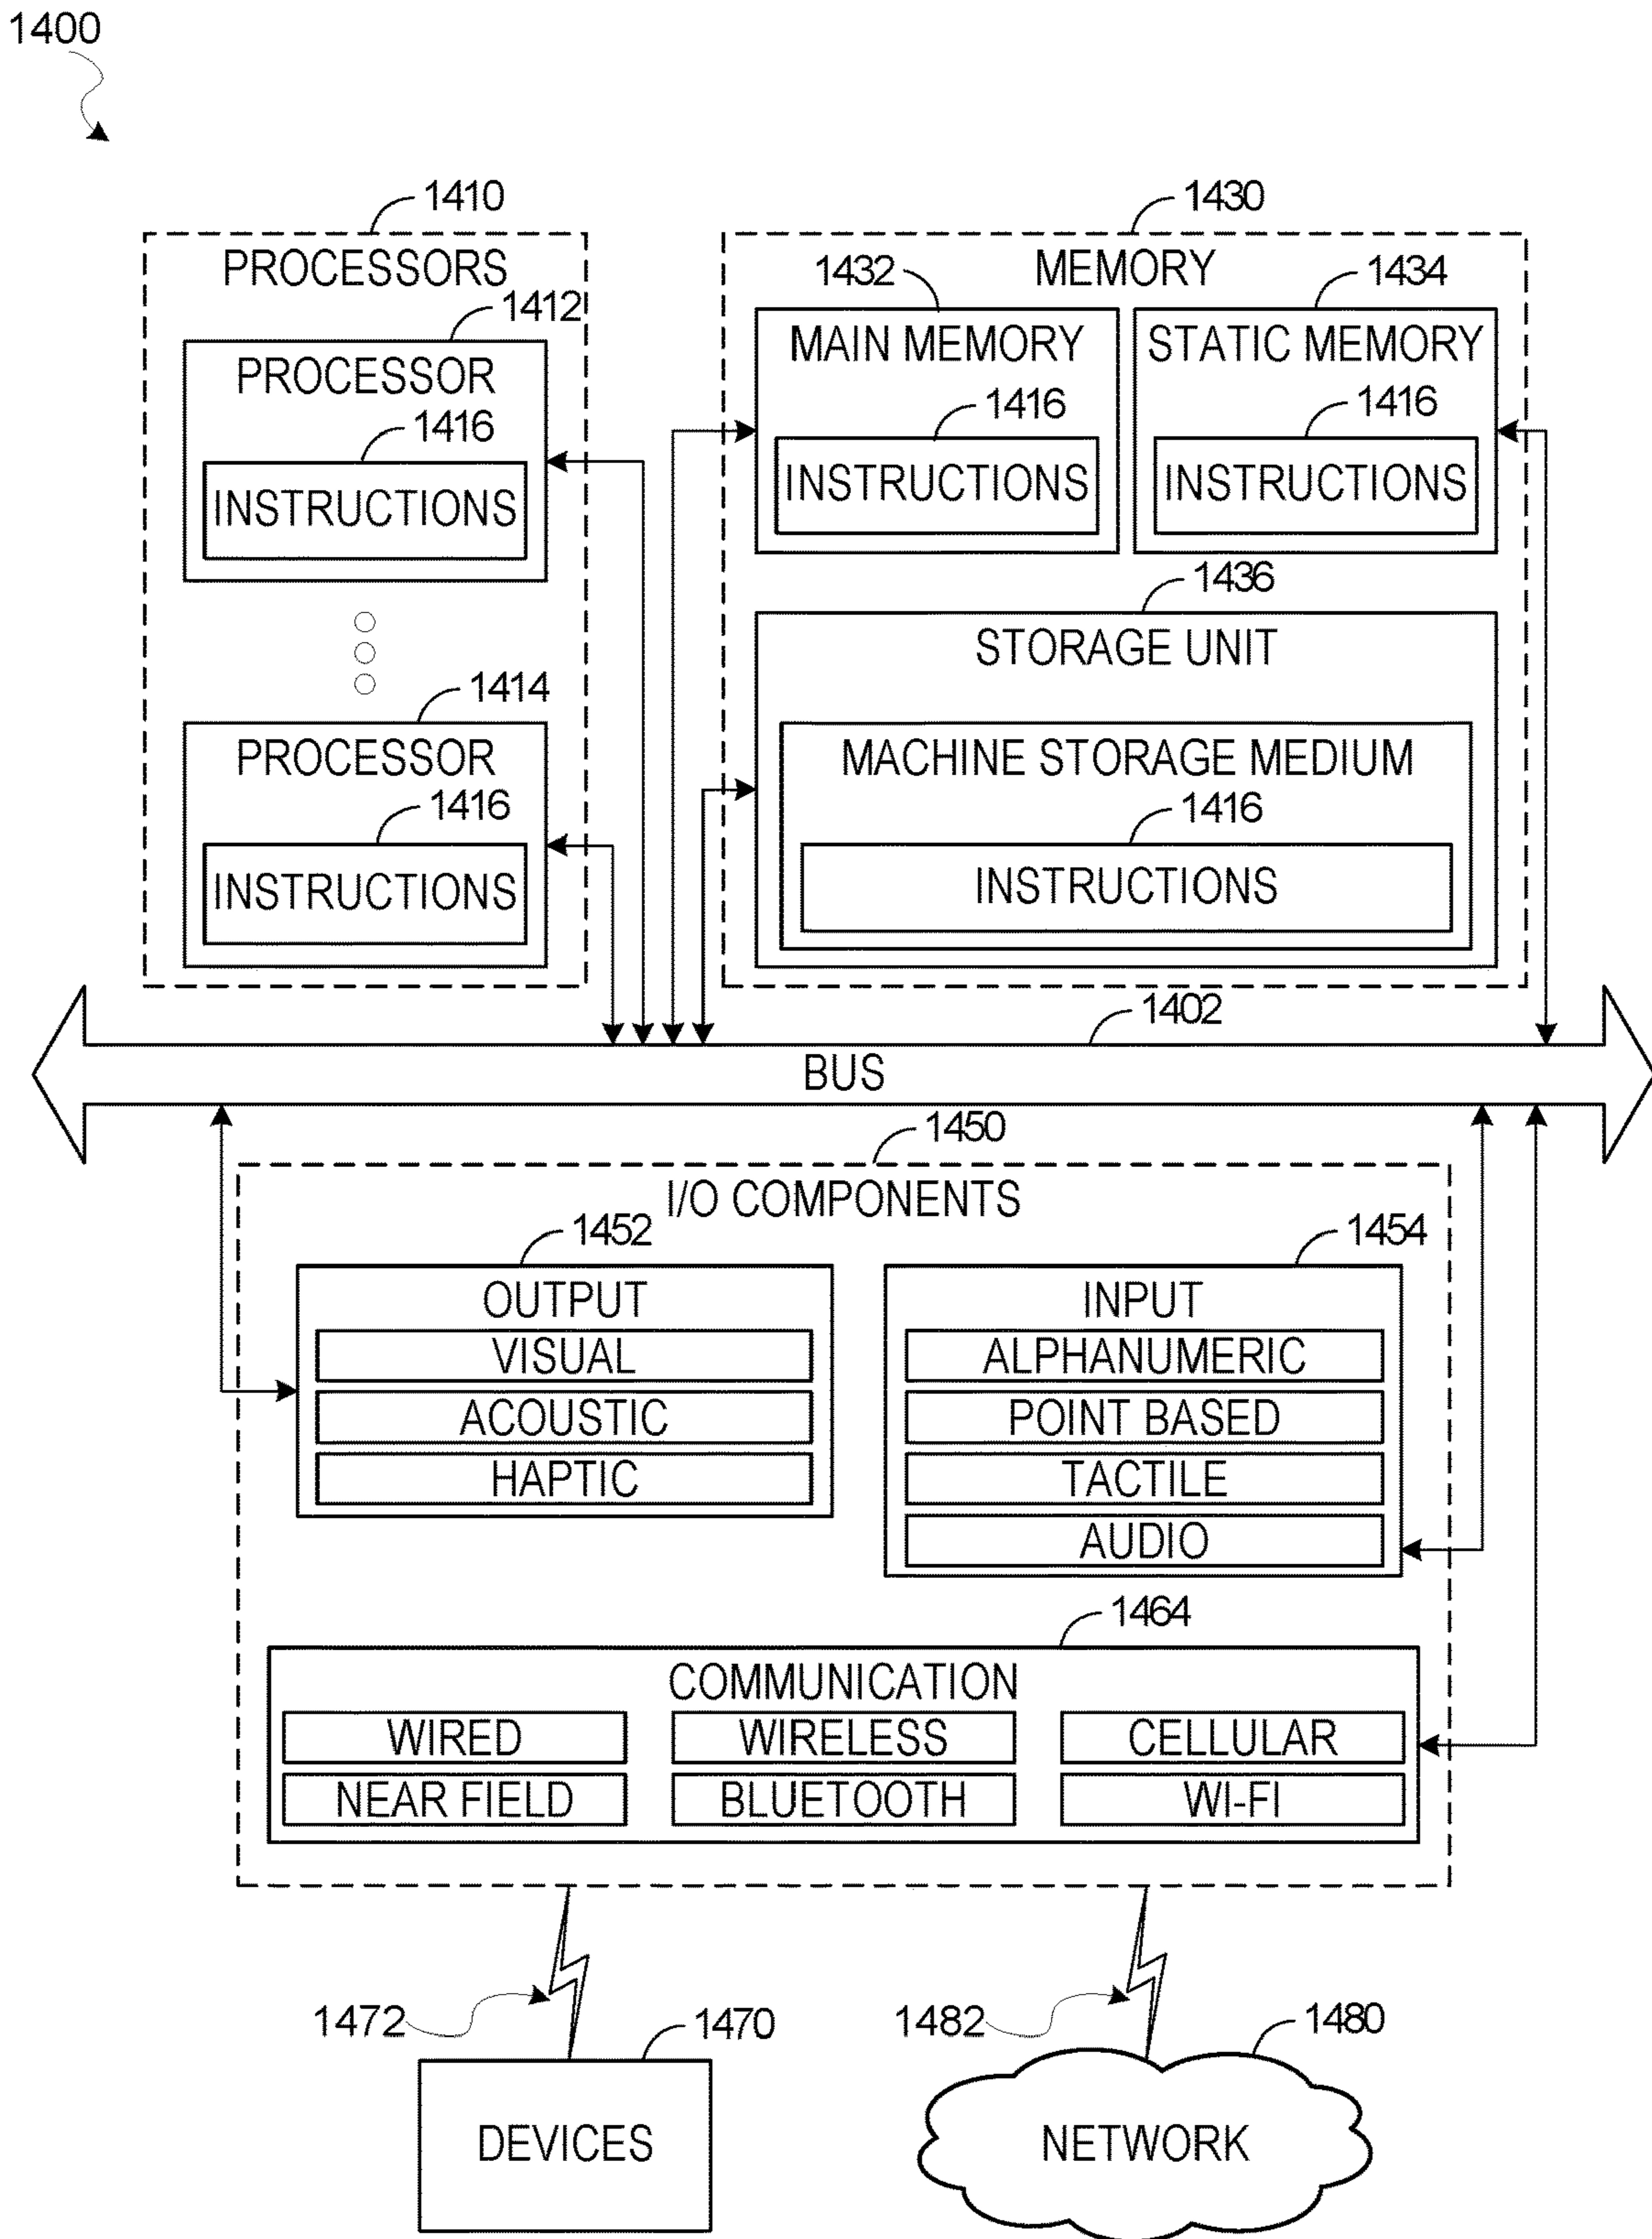 1400
1410
1430
PROCESSORS
MEMORY
1432
1434
1412
MAIN MEMORY
STATIC MEMORY
PROCESSOR
1416
1416
1416
INSTRUCTIONS
INSTRUCTIONS
INSTRUCTIONS
1436
STORAGE UNIT
1414
PROCESSOR
MACHINE STORAGE MEDIUM
1416
1416
INSTRUCTIONS
INSTRUCTIONS
1402
BUS
1450
I/O COMPONENTS
1452
1454
OUTPUT
INPUT
VISUAL
ALPHANUMERIC
ACOUSTIC
POINT BASED
HAPTIC
TACTILE
AUDIO
1464
COMMUNICATION
WIRED
WIRELESS
CELLULAR
NEAR FIELD
BLUETOOTH
WI-FI
1472
1470
1482
1480
DEVICES
NETWORK